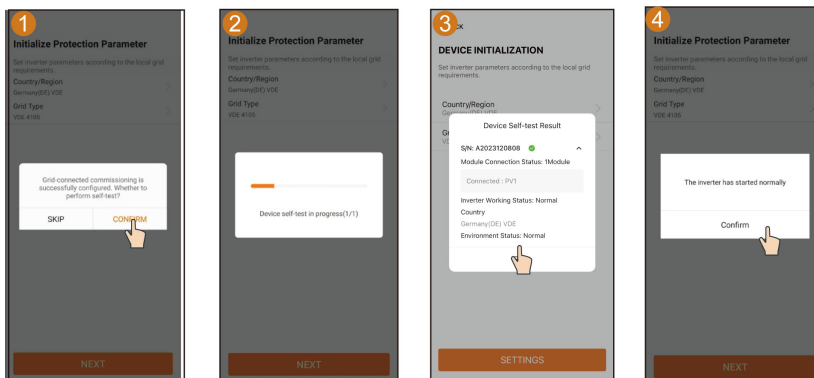 1
Initialize Protection Parameter
Set inverter parameters according to the local grid
requirements.
Country/Region
Germany(DE) VDE
Grid Type
VDE 4105
Grid-connected commissioning is
successfully configured. Whether to
perform self-test?
SKIP
CONFIRM
NEXT
2
Initialize Protection Parameter
Set inverter parameters according to the local grid
requirements.
Country/Region
Germany(DE) VDE
Grid Type
VDE 4105
Device self-test in progress(1/1)
NEXT
3
DEVICE INITIALIZATION
Set inverter parameters according to the local grid
requirements.
Country/Region
Germany(DE) VDE
Device Self-test Result
S/N: A2023120808
Module Connection Status: 1Module
Connected : PV1
Inverter Working Status: Normal
Country
Germany(DE) VDE
Environment Status: Normal
SETTINGS
4
Initialize Protection Parameter
Set inverter parameters according to the local grid
requirements.
Country/Region
Germany(DE) VDE
Grid Type
VDE 4105
The inverter has started normally
Confirm
NEXT